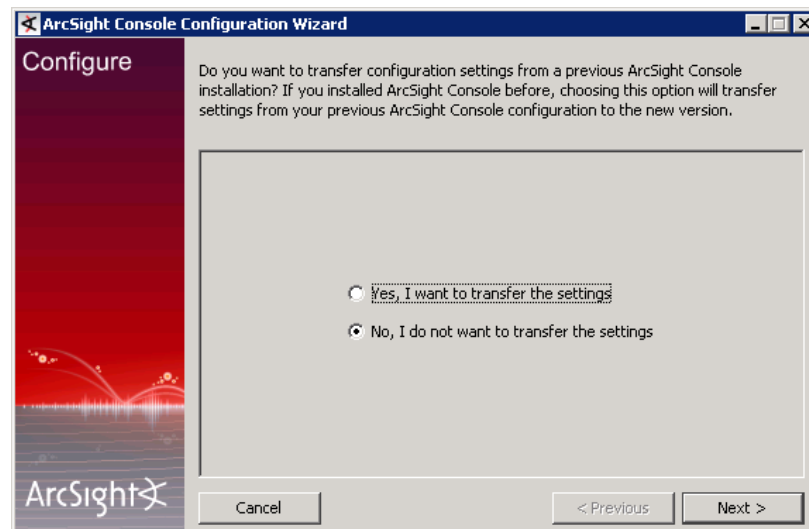 ArcSight Console Configuration Wizard
Configure
Do you want to transfer configuration settings from a previous ArcSight Console
installation? If you installed ArcSight Console before, choosing this option will transfer
settings from your previous ArcSight Console configuration to the new version.
Yes, I want to transfer the settings
No, I do not want to transfer the settings
ArcSight
Cancel
< Previous
Next >